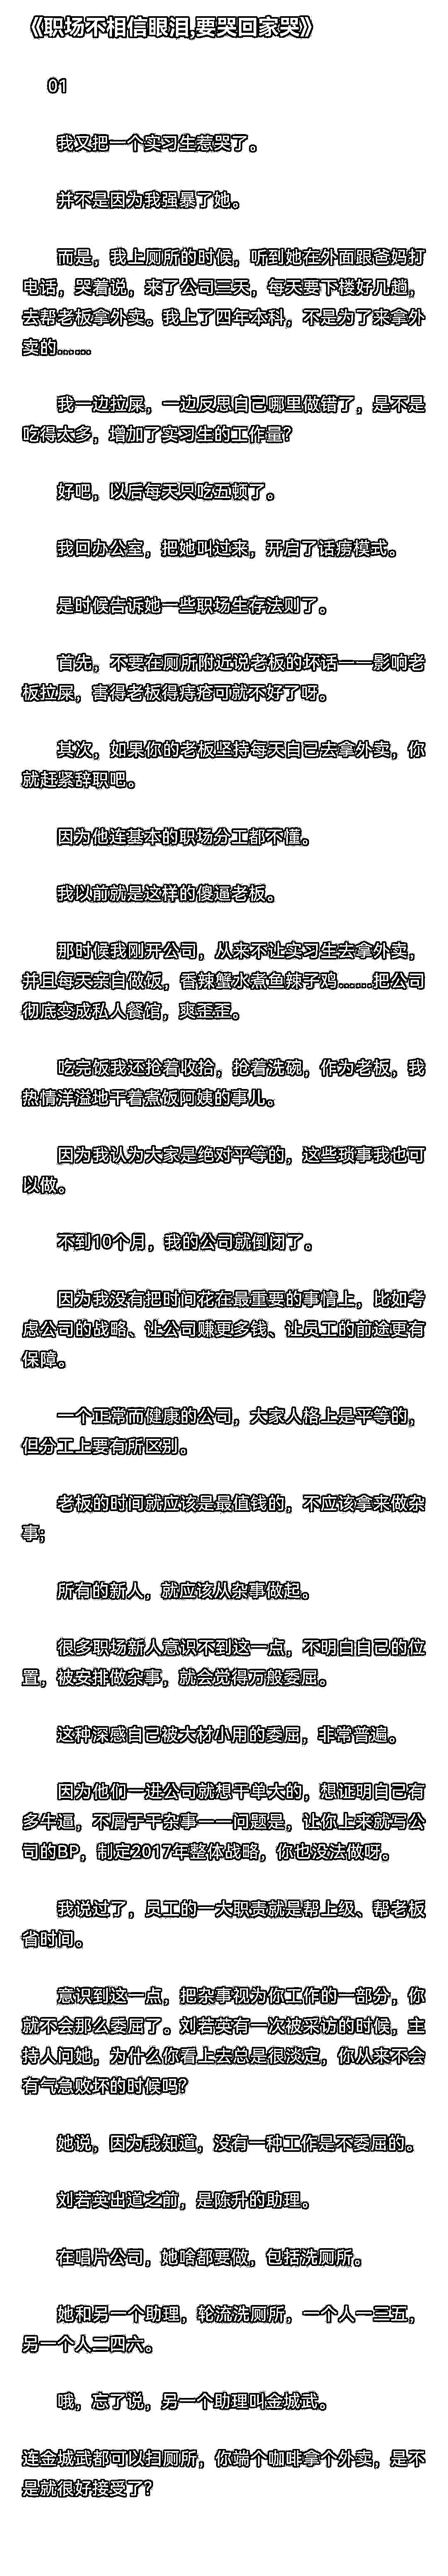 《职场不相信眼泪,要哭回家哭》
01
我又把一个实习生惹哭了。
并不是因为我强暴了她。
而是，我上厕所的时候，听到她在外面跟爸妈打
电话，哭着说，来了公司三天，每天要下楼好几趟，
去帮老板拿外卖。我上了四年本科，不是为了来拿外
卖的……
我一边拉屎，一边反思自己哪里做错了，是不是
吃得太多，增加了实习生的工作量?
好吧，以后每天只吃五顿了。
我回办公室，把她叫过来，开启了话痨模式。
是时候告诉她一些职场生存法则了。
首先，不要在厕所附近说老板的坏话——影响老
板拉屎，害得老板得痔疮可就不好了呀。
其次，如果你的老板坚持每天自己去拿外卖，你
就赶紧辞职吧。
因为他连基本的职场分工都不懂。
我以前就是这样的傻逼老板。
那时候我刚开公司，从来不让实习生去拿外卖，
并且每天亲自做饭，香辣蟹水煮鱼辣子鸡……把公司
彻底变成私人餐馆，爽歪歪。
吃完饭我还抢着收拾，抢着洗碗，作为老板，我
热情洋溢地干着煮饭阿姨的事儿。
因为我认为大家是绝对平等的，这些琐事我也可
以做。
不到10个月，我的公司就倒闭了。
因为我没有把时间花在最重要的事情上，比如考
虑公司的战略、让公司赚更多钱、让员工的前途更有
保障。
一个正常而健康的公司，大家人格上是平等的，
但分工上要有所区别。
老板的时间就应该是最值钱的，不应该拿来做杂
事;
所有的新人，就应该从杂事做起。
很多职场新人意识不到这一点，不明白自己的位
置，被安排做杂事，就会觉得万般委屈。
这种深感自己被大材小用的委屈，非常普遍。
因为他们一进公司就想干单大的，想证明自己有
多牛逼，不屑于干杂事——问题是，让你上来就写公
司的BP，制定2017年整体战略，你也没法做呀。
我说过了，员工的一大职责就是帮上级、帮老板
省时间。
意识到这一点，把杂事视为你工作的一部分，你
就不会那么委屈了。刘若英有一次被采访的时候，主
持人问她，为什么你看上去总是很淡定，你从来不会
有气急败坏的时候吗?
她说，因为我知道，没有一种工作是不委屈的。
刘若英出道之前，是陈升的助理。
在唱片公司，她啥都要做，包括洗厕所。
她和另一个助理，轮流洗厕所，一个人一三五，
另一个人二四六。
哦，忘了说，另一个助理叫金城武。
连金城武都可以扫厕所，你端个咖啡拿个外卖，是不
是就很好接受了?